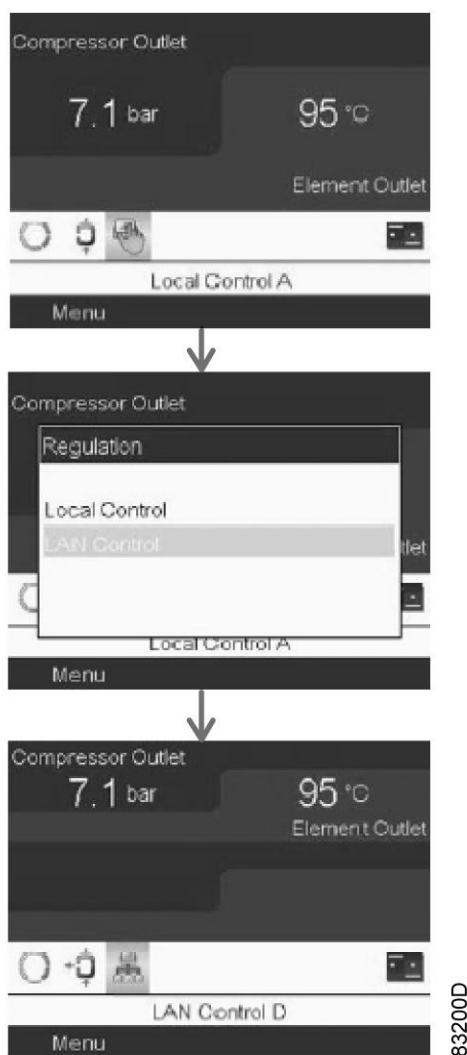 Compressor Outlet
7.1 bar 95 °C
Element Outlet
Local Control A
Menu
Compressor Outlet
Regulation
Local Control
LAN Control
tlet
Local Control A
Menu
Compressor Outlet
7.1 bar 95 °C
Element Outlet
LAN Control D
Menu
83200D